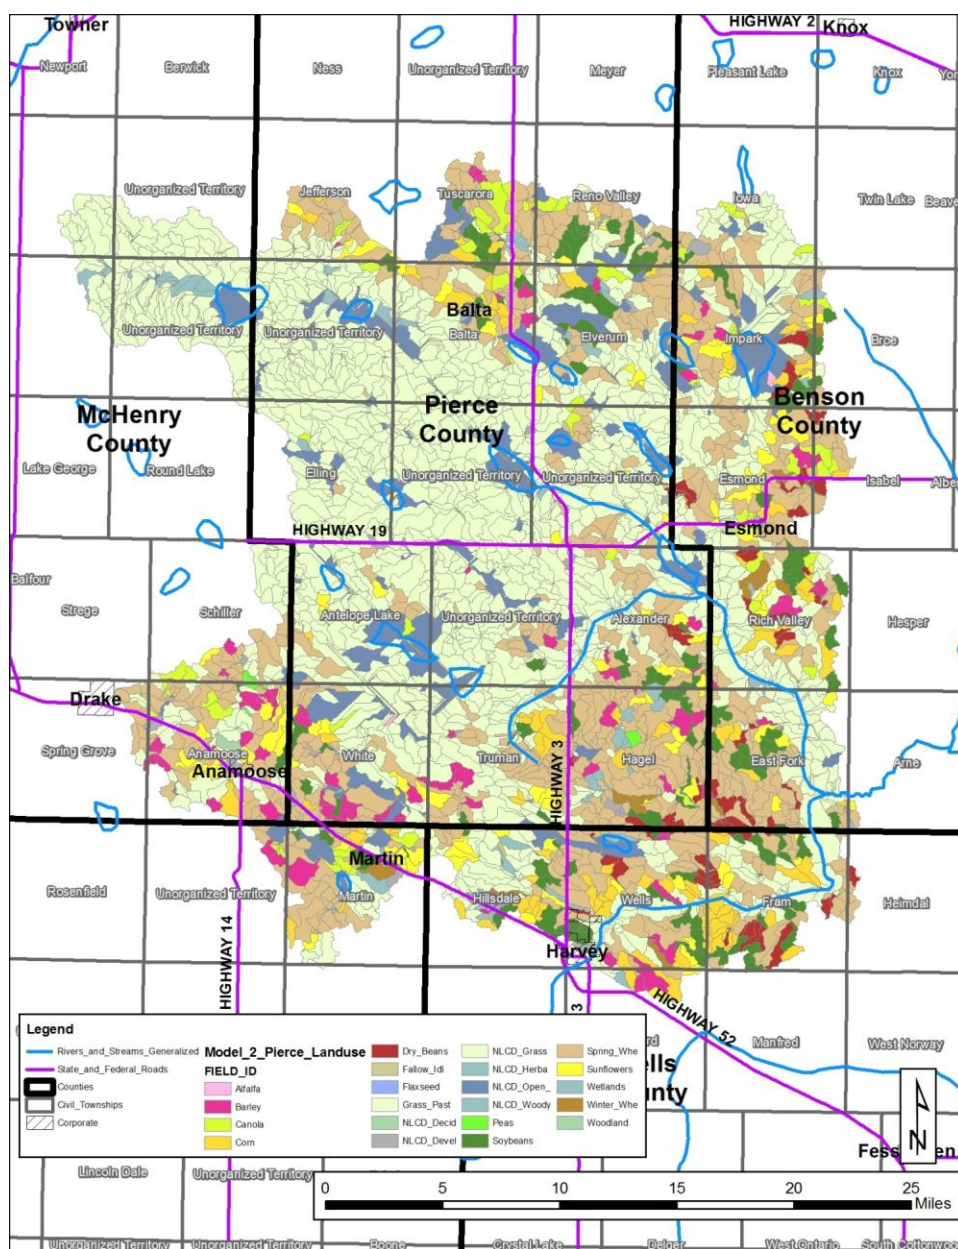 HIGHWAY 2
Towner
Knox
Newport
Berwick
Ness
Unorganized Territory
Meyer
Pleasant Lake
Knox
Unorganized Territory
Jefferson
Tuscarora
Reno Valley
Iowa
Twin Lake
Balta
Unorganized Territory
Unorganized Territory
Balta
Elverum
Impark
Broe
McHenry
County
Pierce
County
Benson
County
Lake George
Round Lake
Elling
Unorganized Territory
Unorganized Territory
Esmond
Isabel
HIGHWAY 19
Esmond
Balfour
Strege
Schiller
Antelope Lake
Unorganized Territory
Alexander
Rich Valley
Hesper
Drake
Spring Grove
Anamoose
Anamoose
White
Truman
HIGHWAY 3
Hagel
East Fork
Arne
Martin
Rosenfield
Unorganized Territory
Martin
Hillsdale
Wells
Fram
Heimdal
HIGHWAY 14
Harvey
3
HIGHWAY 52
Manfred
West Norway
Legend
Rivers_and_Streams_Generalized
State_and_Federal_Roads
Counties
Civil_Townships
Corporate
Model_2_Pierce_Landuse
FIELD_ID
Alfalfa
Barley
Canola
Corn
Dry_Beans
Fallow_Idl
Flaxseed
Grass_Past
NLCD_Decid
NLCD_Devel
NLCD_Grass
NLCD_Herba
NLCD_Open_
NLCD_Woody
Peas
Soybeans
Spring_Whe
Sunflowers
Wetlands
Winter_Whe
Woodland
ells
unty
N
Fess
en
Lincoln Dale
Unorganized Territory
0 5 10 15 20 25
Miles
Unorganized Territory
Unorganized Territory
Boone
Crystal Lake
Delger
West Ontario
South Cottonwood